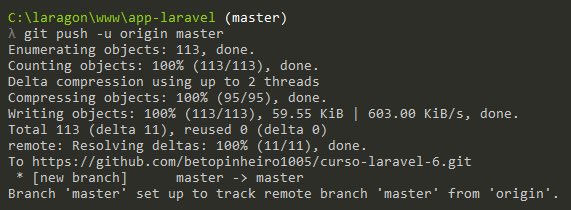 C:\laragon\www\app-laravel (master)
λ git push -u origin master
Enumerating objects: 113, done.
Counting objects: 100% (113/113), done.
Delta compression using up to 2 threads
Compressing objects: 100% (95/95), done.
Writing objects: 100% (113/113), 59.55 KiB | 603.00 KiB/s, done.
Total 113 (delta 11), reused 0 (delta 0)
remote: Resolving deltas: 100% (11/11), done.
To https://github.com/betopinheiro1005/curso-laravel-6.git
 * [new branch]      master -> master
Branch 'master' set up to track remote branch 'master' from 'origin'.